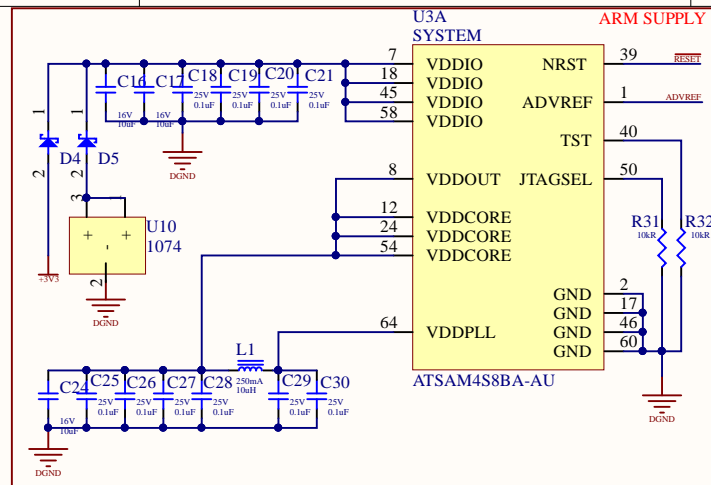 U3A
ARM SUPPLY
SYSTEM
7 VDDIO NRST 39 RESET
18 VDDIO
45 VDDIO ADVREF 1 ADVREF
58 VDDIO
TST 40
8 VDDOUT JTAGSEL 50
12 VDDCORE
24 VDDCORE
54 VDDCORE
GND 2
GND 17
64 VDDPLL GND 46
GND 60
ATSAM4S8BA-AU
C16 C17 C18 C19 C20 C21
16V 16V 25V 25V 25V 25V
10uF 10uF 0.1uF 0.1uF 0.1uF 0.1uF
DGND
1 1
D4 D5
2 2
3 1
U10
1074
+ +
-
2
+3V3
DGND
R31 R32
10kR 10kR
DGND
L1
250mA
10uH
C24 C25 C26 C27 C28 C29 C30
16V 25V 25V 25V 25V 25V 25V
10uF 0.1uF 0.1uF 0.1uF 0.1uF 0.1uF 0.1uF
DGND